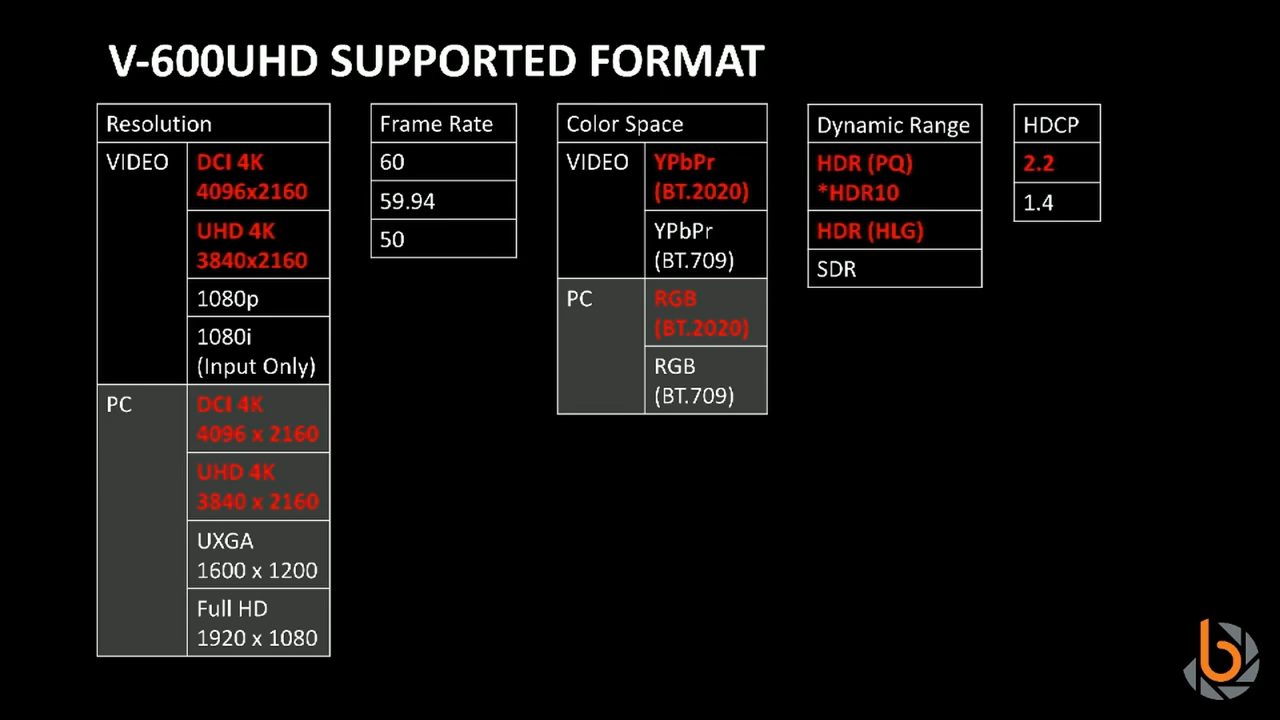 V-600UHD SUPPORTED FORMAT
Resolution
VIDEO
DCI 4K
4096x2160
UHD 4K
3840x2160
1080p
1080i
(Input Only)
PC
DCI 4K
4096 x 2160
UHD 4K
3840 x 2160
UXGA
1600 x 1200
Full HD
1920 x 1080
Frame Rate
60
59.94
50
Color Space
VIDEO
YPbPr
(BT.2020)
YPbPr
(BT.709)
PC
RGB
(BT.2020)
RGB
(BT.709)
Dynamic Range
HDR (PQ)
*HDR10
HDR (HLG)
SDR
HDCP
2.2
1.4
b